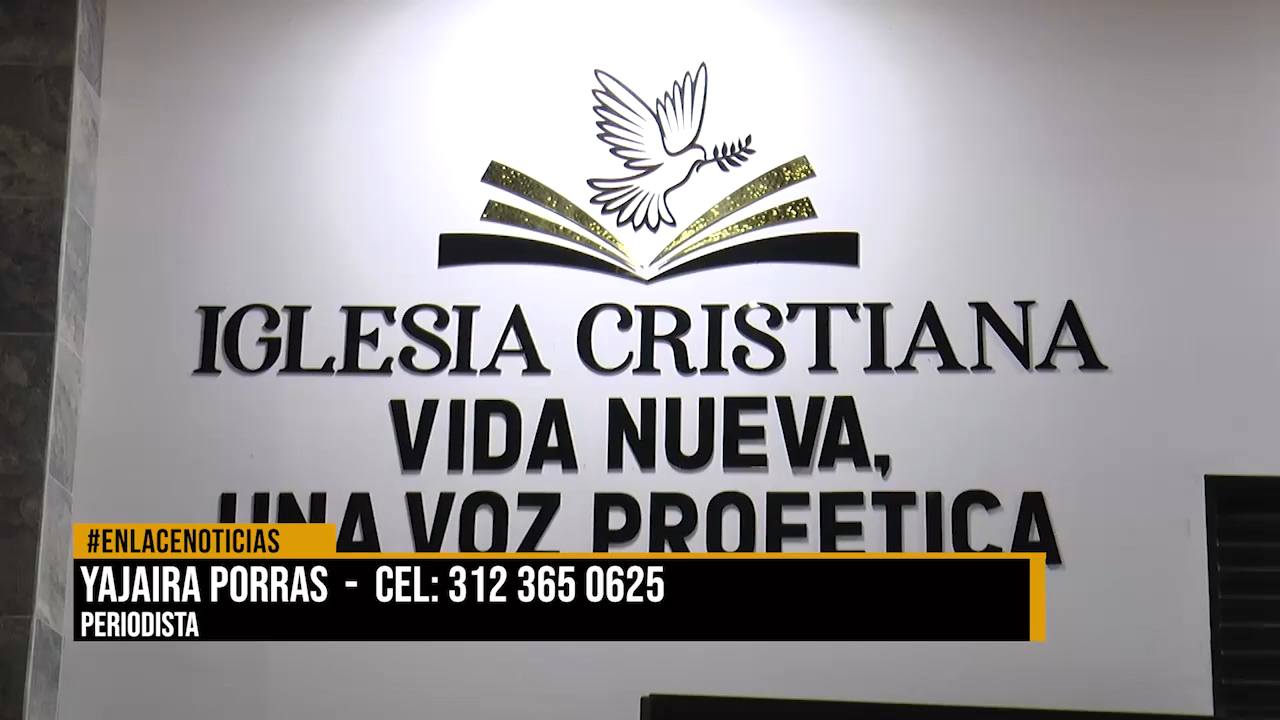 IGLESIA CRISTIANA
VIDA NUEVA,
UNA VOZ PROFETICA
#ENLACENOTICIAS
YAJAIRA PORRAS - CEL: 312 365 0625
PERIODISTA